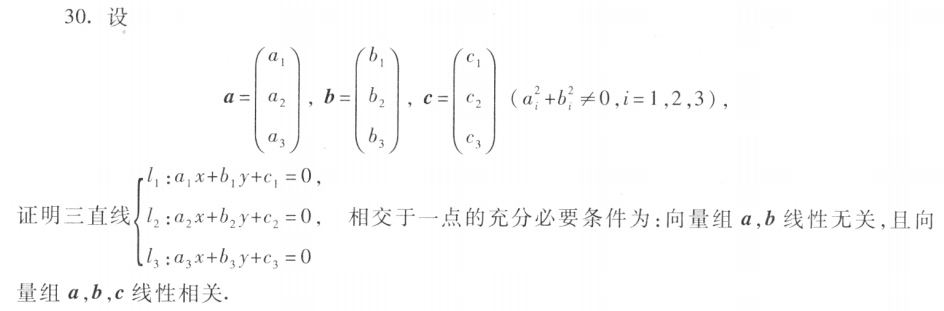 30. 设
a=(a₁ a₂ a₃), b=(b₁ b₂ b₃), c=(c₁ c₂ c₃) (aᵢ²+bᵢ²≠0,i=1,2,3),
l₁:a₁x+b₁y+c₁=0,
证明三直线{l₂:a₂x+b₂y+c₂=0, 相交于一点的充分必要条件为:向量组 a,b 线性无关,且向
l₃:a₃x+b₃y+c₃=0
量组 a,b,c 线性相关.